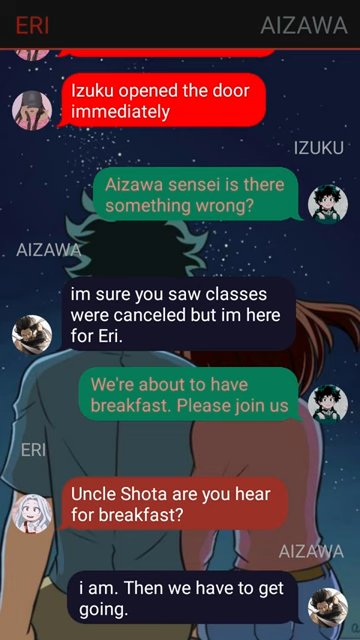 ERI
AIZAWA
Izuku opened the door
immediately
IZUKU
Aizawa sensei is there
something wrong?
AIZAWA
im sure you saw classes
were canceled but im here
for Eri.
We're about to have
breakfast. Please join us
ERI
Uncle Shota are you hear
for breakfast?
AIZAWA
i am. Then we have to get
going.